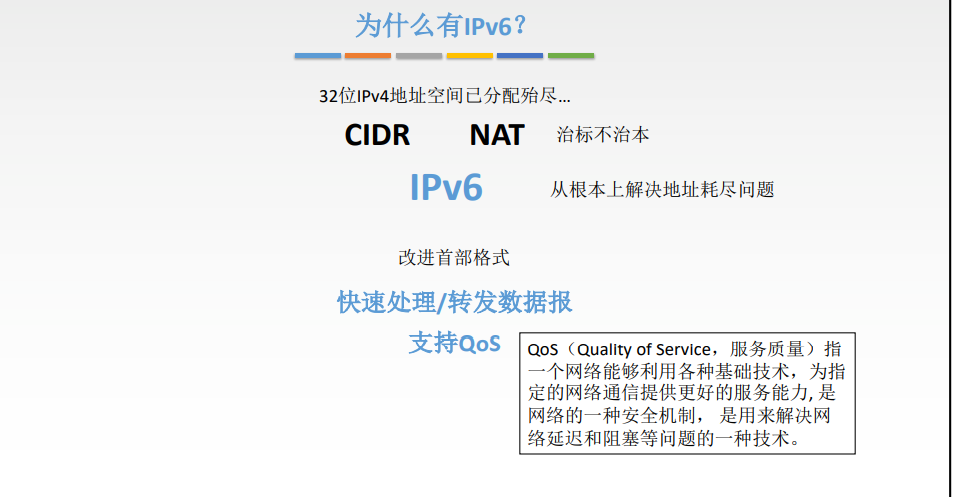 为什么有IPv6？
32位IPv4地址空间已分配殆尽...
CIDR NAT 治标不治本
IPv6 从根本上解决地址耗尽问题
改进首部格式
快速处理/转发数据报
支持QoS
QoS（Quality of Service，服务质量）指
一个网络能够利用各种基础技术，为指
定的网络通信提供更好的服务能力, 是
网络的一种安全机制， 是用来解决网
络延迟和阻塞等问题的一种技术。